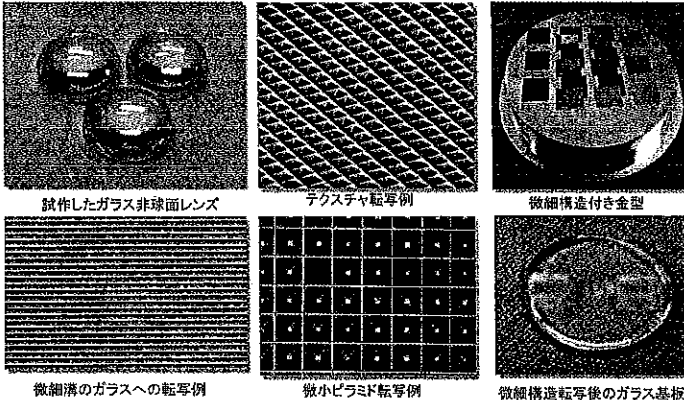 試作したガラス非球面レンズ
テクスチャ転写例
微細構造付き金型
微細溝のガラスへの転写例
微小ピラミド転写例
微細構造転写後のガラス基板